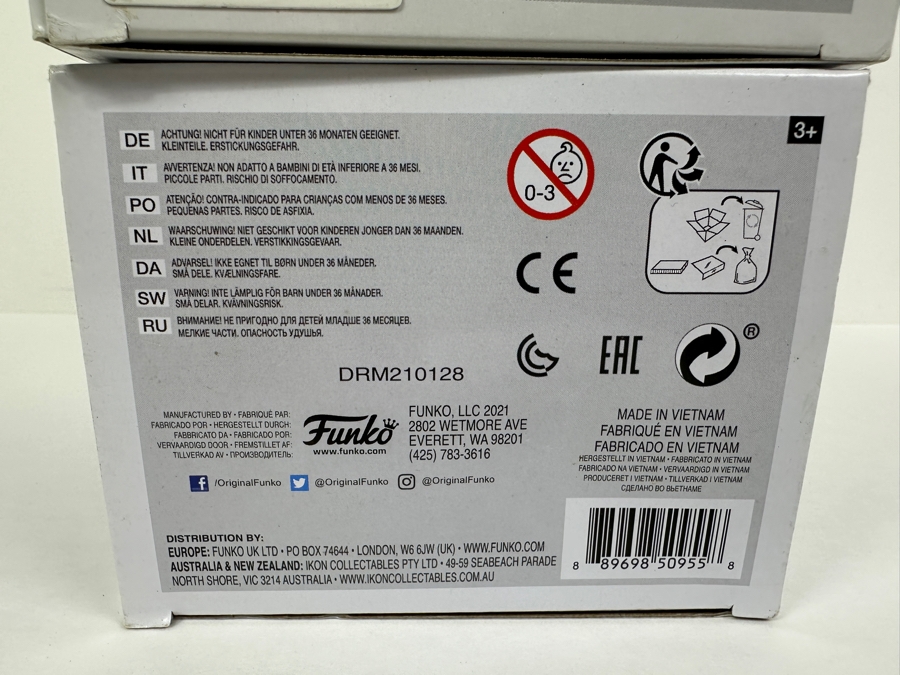 3+
DE ACHTUNG! NICHT FÜR KINDER UNTER 36 MONATEN GEEIGNET.
KLEINTEILE. ERSTICKUNGSGEFAHR.
IT AVVERTENZA! NON ADATTO A BAMBINI DI ETÀ INFERIORE A 36 MESI.
PICCOLE PARTI. RISCHIO DI SOFFOCAMENTO.
PO ATENÇÃO! CONTRA-INDICADO PARA CRIANÇAS COM MENOS DE 36 MESES.
PEQUENAS PARTES. RISCO DE ASFIXIA.
NL WAARSCHUWING! NIET GESCHIKT VOOR KINDEREN JONGER DAN 36 MAANDEN.
KLEINE ONDERDELEN. VERSTIKKINGSGEVAAR.
DA ADVARSEL! IKKE EGNET TIL BØRN UNDER 36 MÅNEDER.
SMÅ DELE. KVÆLNINGSFARE.
SW VARNING! INTE LÄMPLIG FÖR BARN UNDER 36 MÅNADER.
SMÅ DELAR. KVÄVNINGSRISK.
RU ВНИМАНИЕ! НЕ ПРИГОДНО ДЛЯ ДЕТЕЙ МЛАДШЕ 36 МЕСЯЦЕВ.
МЕЛКИЕ ЧАСТИ. ОПАСНОСТЬ УДУШЬЯ.
0-3
CE
EAC
®
DRM210128
MANUFACTURED BY • FABRIQUÉ PAR:
FABRICADO POR • HERGESTELLT DURCH:
FABBRICATO DA • FABRICADO POR:
VERVAARDIGD DOOR • FREMSTILLET AF:
TILLVERKAD AV • ПРОИЗВОДИТЕЛЬ:
Funko
www.funko.com
FUNKO, LLC 2021
2802 WETMORE AVE
EVERETT, WA 98201
(425) 783-3616
/OriginalFunko @OriginalFunko @OriginalFunko
MADE IN VIETNAM
FABRIQUÉ EN VIETNAM
FABRICADO EN VIETNAM
HERGESTELLT IN VIETNAM • FABBRICATO IN VIETNAM
FABRICADO NA VIETNAM • VERVAARDIGD IN VIETNAM
PRODUCERET I VIETNAM • TILLVERKAD I VIETNAM
СДЕЛАНО ВО ВЬЕТНАМЕ
DISTRIBUTION BY:
EUROPE: FUNKO UK LTD • PO BOX 74644 • LONDON, W6 6JW (UK) • WWW.FUNKO.COM
AUSTRALIA & NEW ZEALAND: IKON COLLECTABLES PTY LTD • 49-59 SEABEACH PARADE
NORTH SHORE, VIC 3214 AUSTRALIA • WWW.IKONCOLLECTABLES.COM.AU
8 89698 50955 8